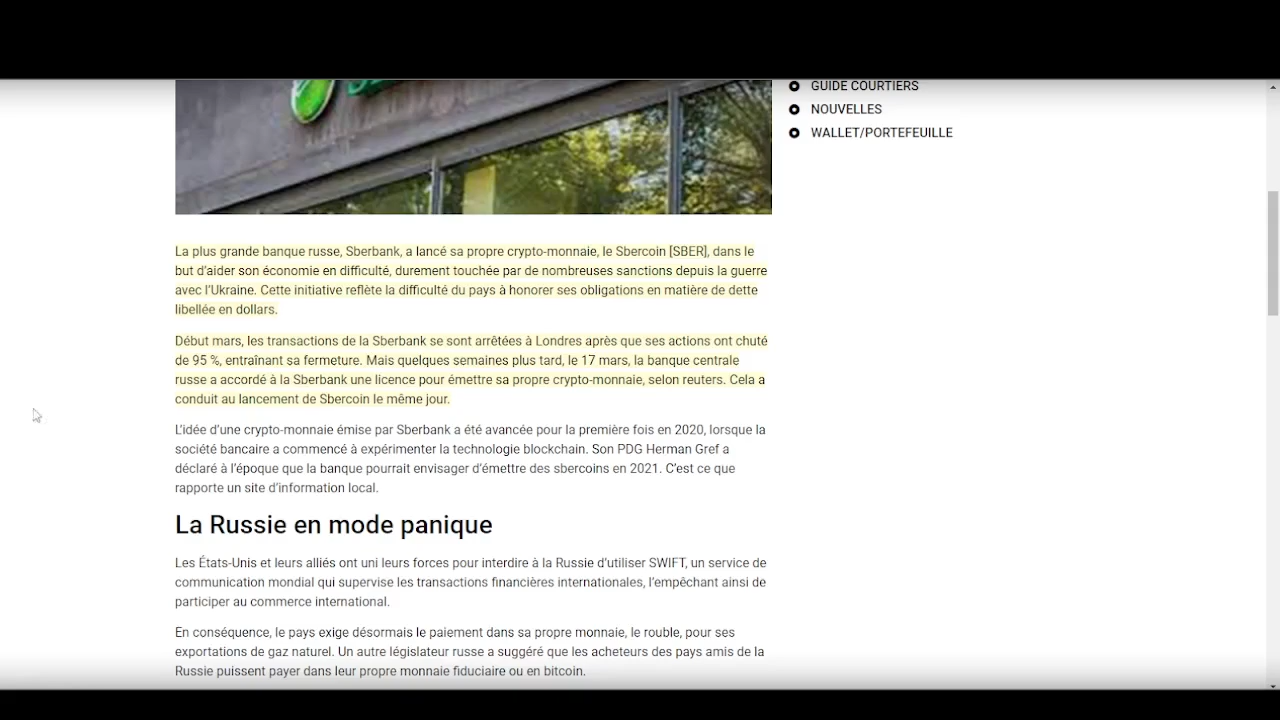 GUIDE COURTIERS
NOUVELLES
WALLET/PORTEFEUILLE
La plus grande banque russe, Sberbank, a lancé sa propre crypto-monnaie, le Sbercoin [SBER], dans le
but d’aider son économie en difficulté, durement touchée par de nombreuses sanctions depuis la guerre
avec l’Ukraine. Cette initiative reflète la difficulté du pays à honorer ses obligations en matière de dette
libellée en dollars.
Début mars, les transactions de la Sberbank se sont arrêtées à Londres après que ses actions ont chuté
de 95 %, entraînant sa fermeture. Mais quelques semaines plus tard, le 17 mars, la banque centrale
russe a accordé à la Sberbank une licence pour émettre sa propre crypto-monnaie, selon reuters. Cela a
conduit au lancement de Sbercoin le même jour.
L’idée d’une crypto-monnaie émise par Sberbank a été avancée pour la première fois en 2020, lorsque la
société bancaire a commencé à expérimenter la technologie blockchain. Son PDG Herman Gref a
déclaré à l’époque que la banque pourrait envisager d’émettre des sbercoins en 2021. C’est ce que
rapporte un site d’information local.
La Russie en mode panique
Les États-Unis et leurs alliés ont uni leurs forces pour interdire à la Russie d’utiliser SWIFT, un service de
communication mondial qui supervise les transactions financières internationales, l’empêchant ainsi de
participer au commerce international.
En conséquence, le pays exige désormais le paiement dans sa propre monnaie, le rouble, pour ses
exportations de gaz naturel. Un autre législateur russe a suggéré que les acheteurs des pays amis de la
Russie puissent payer dans leur propre monnaie fiduciaire ou en bitcoin.